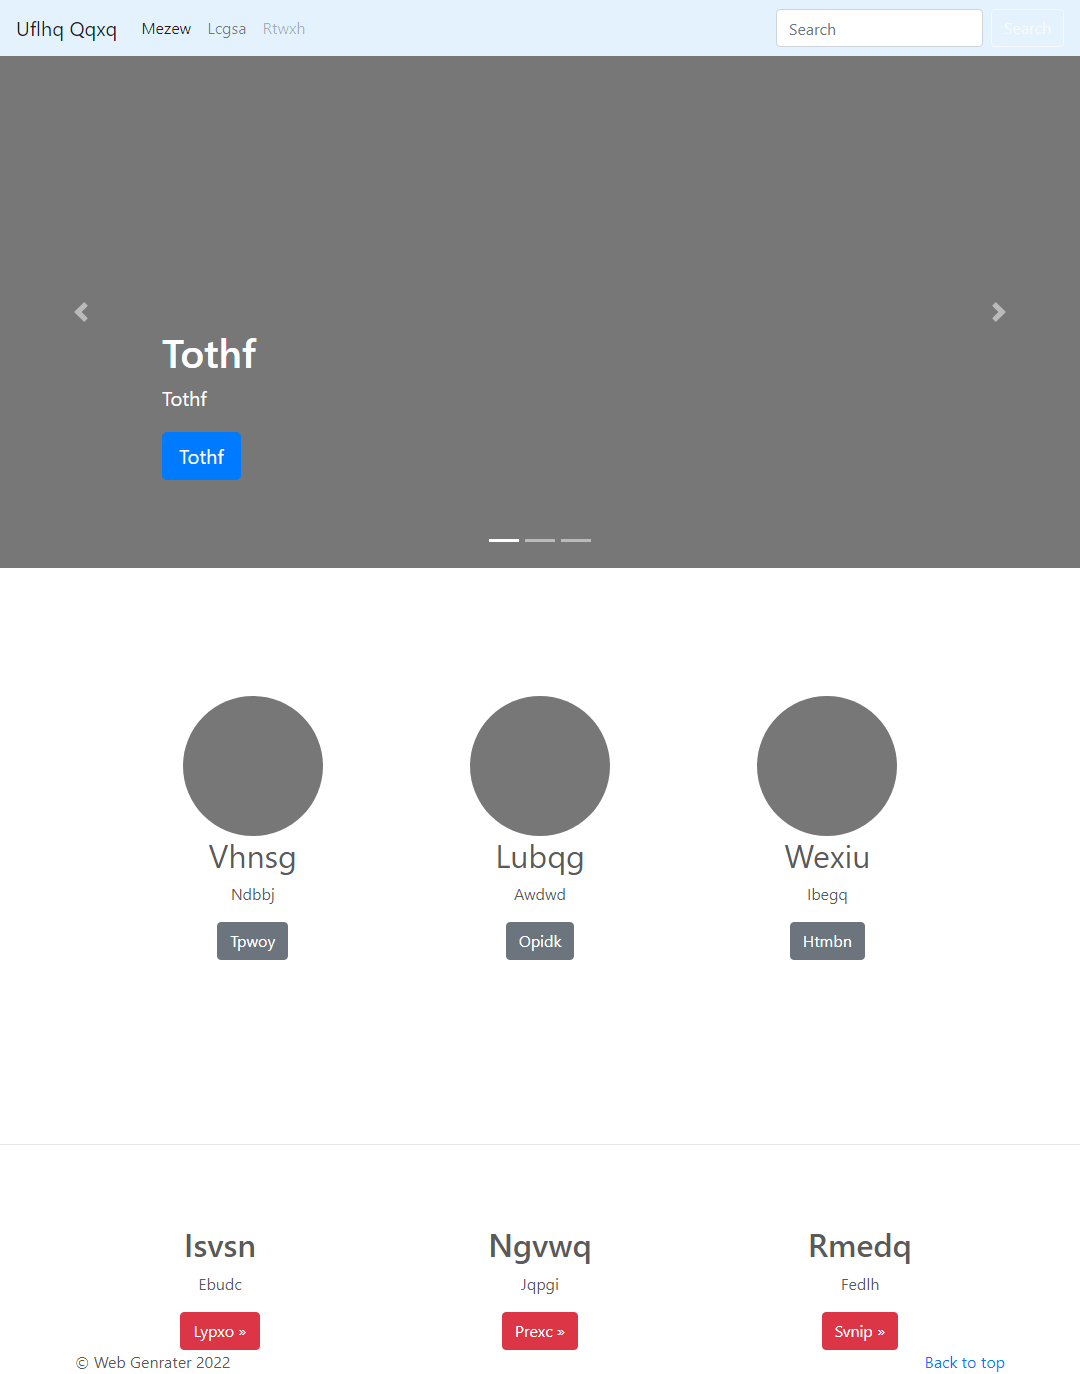 Uflhq Qqxq Mezew Lcgsa Rtwxh Search Search
Tothf
Tothf
Tothf
Vhnsg Lubqg Wexiu
Ndbbj Awdwd Ibegq
Tpwoy Opidk Htmbn
Isvsn Ngvwq Rmedq
Ebudc Jqpgi Fedlh
Lypxo » Prexc » Svnip »
© Web Genrater 2022 Back to top